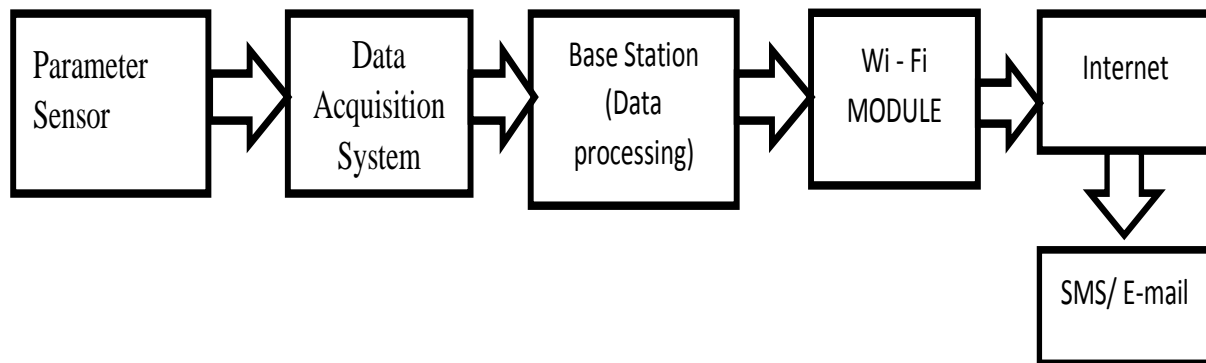 Parameter
Sensor
Data
Acquisition
System
Base Station
(Data
processing)
Wi - Fi
MODULE
Internet
SMS/ E-mail